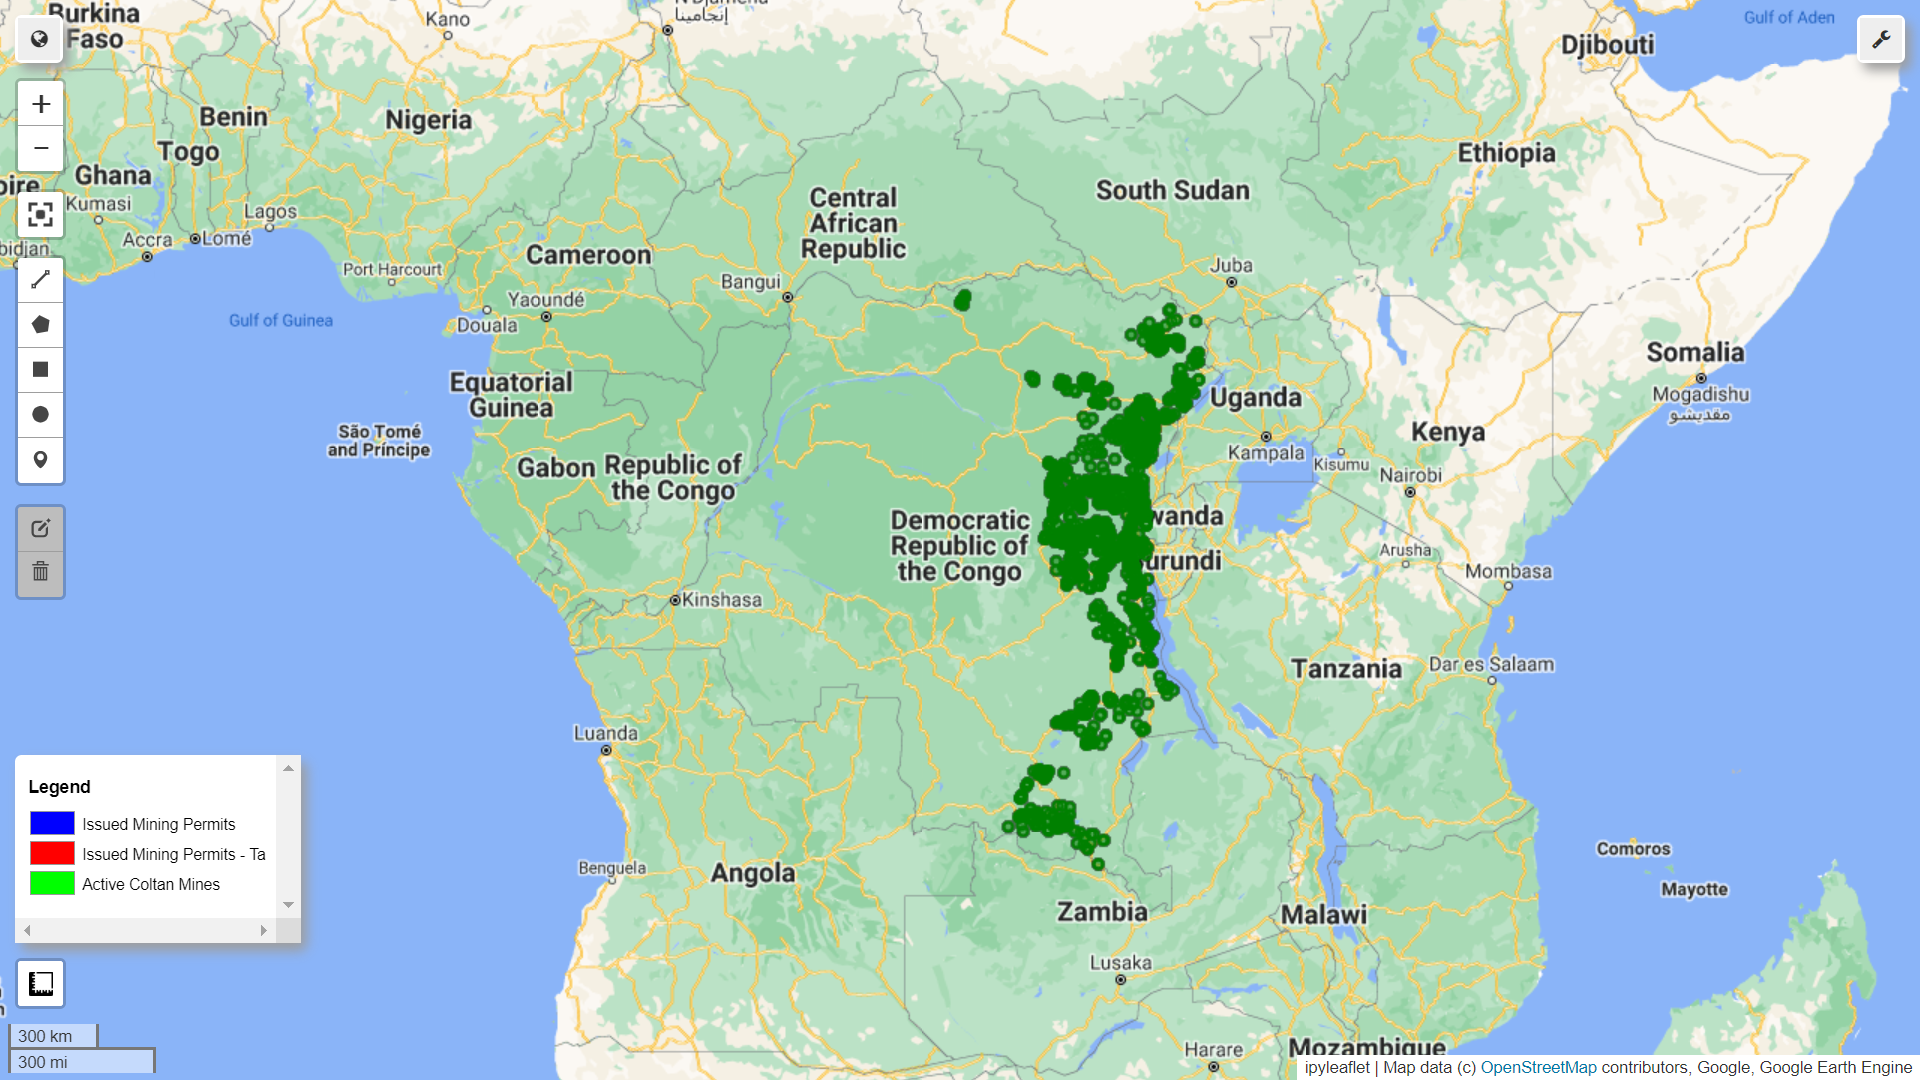 Burkina
Faso
Kano
إنجامينا
Gulf of Aden
Djibouti
Benin
Nigeria
Togo
Ghana
Ethiopia
oire
Kumasi
Lagos
Central
African
Republic
South Sudan
Accra
Lomé
bidjan
Cameroon
Port Harcourt
Bangui
Juba
Yaoundé
Douala
Gulf of Guinea
Equatorial
Guinea
Somalia
Mogadishu
مقديشو
Uganda
São Tomé
and Príncipe
Kenya
Kampala
Kisumu
Nairobi
Gabon
Republic of
the Congo
Democratic
Republic of
the Congo
wanda
urundi
Arusha
Mombasa
Kinshasa
Tanzania
Dar es Salaam
Luanda
Legend
Issued Mining Permits
Issued Mining Permits - Ta
Active Coltan Mines
Benguela
Angola
Comoros
Mayotte
Zambia
Malawi
Lusaka
Harare
Mozambique
300 km
300 mi
ipyleaflet | Map data (c) OpenStreetMap contributors, Google, Google Earth Engine